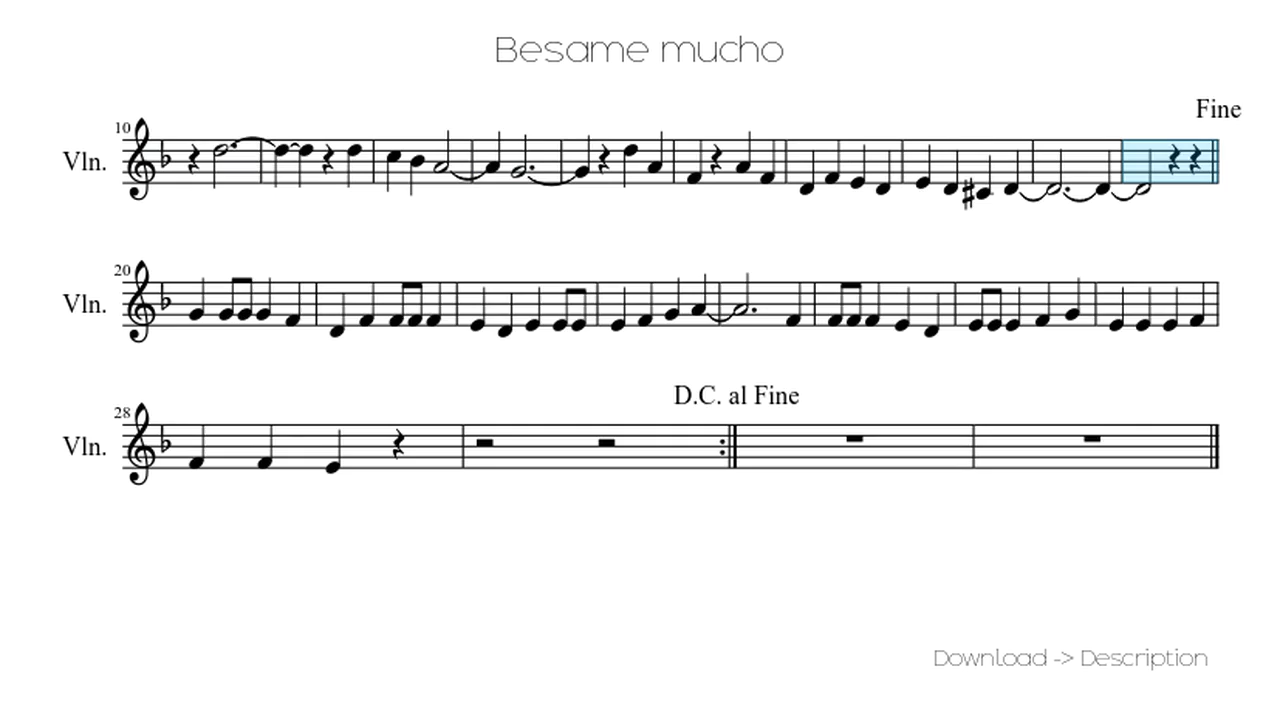 Besame mucho
Fine
10
Vln.
20
Vln.
D.C. al Fine
28
Vln.
Download -> Description